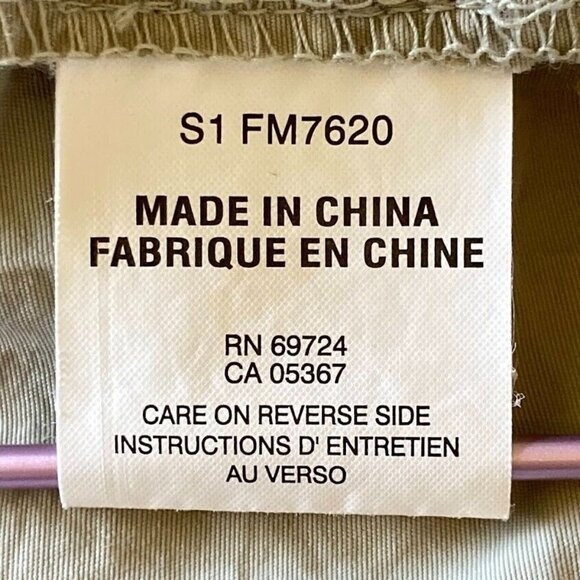 S1 FM7620
MADE IN CHINA
FABRIQUE EN CHINE
RN 69724
CA 05367
CARE ON REVERSE SIDE
INSTRUCTIONS D' ENTRETIEN
AU VERSO